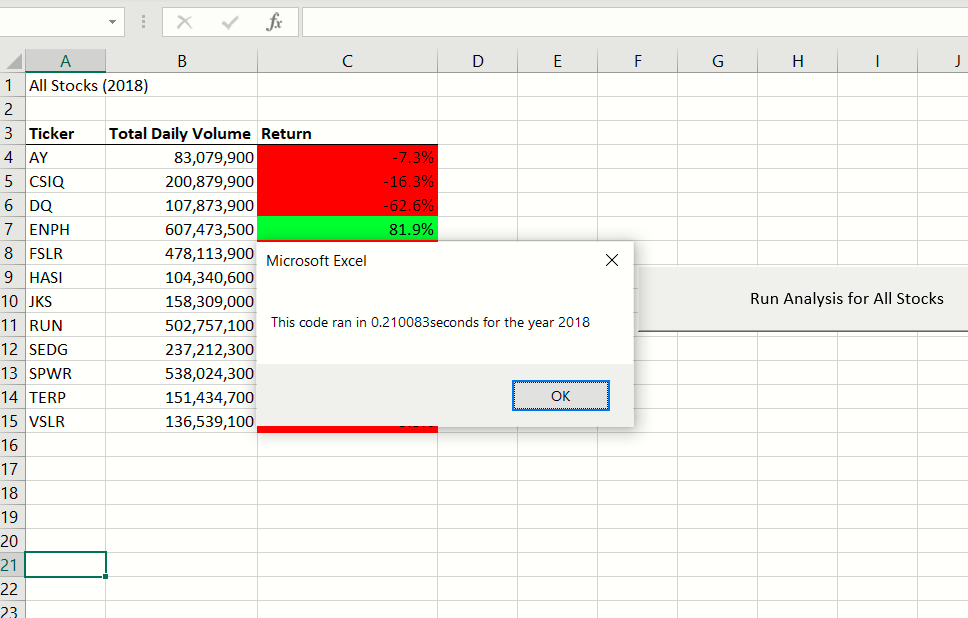 fx
A B C D E F G H I J
1 All Stocks (2018)
2
3 Ticker Total Daily Volume Return
4 AY 83,079,900 -7.3%
5 CSIQ 200,879,900 -16.3%
6 DQ 107,873,900 -62.6%
7 ENPH 607,473,500 81.9%
8 FSLR 478,113,900
9 HASI 104,340,600
10 JKS 158,309,000
11 RUN 502,757,100
12 SEDG 237,212,300
13 SPWR 538,024,300
14 TERP 151,434,700
15 VSLR 136,539,100
16
17
18
19
20
21
22
23
Microsoft Excel
This code ran in 0.210083seconds for the year 2018
OK
Run Analysis for All Stocks